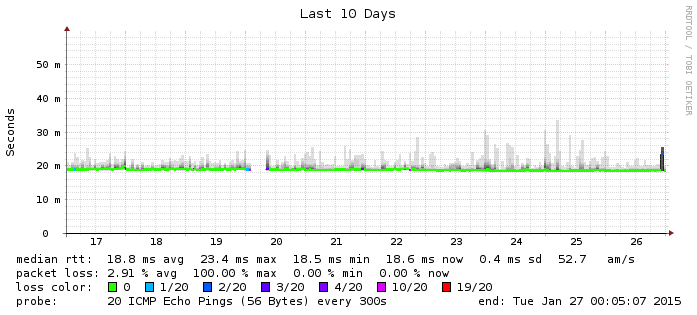 Last 10 Days
RRDTOOL / TOBI OETIKER
Seconds
50 m
40 m
30 m
20 m
10 m
0
17 18 19 20 21 22 23 24 25 26
median rtt: 18.8 ms avg 23.4 ms max 18.5 ms min 18.6 ms now 0.4 ms sd 52.7 am/s
packet loss: 2.91 % avg 100.00 % max 0.00 % min 0.00 % now
loss color: 0 1/20 2/20 3/20 4/20 10/20 19/20
probe: 20 ICMP Echo Pings (56 Bytes) every 300s end: Tue Jan 27 00:05:07 2015